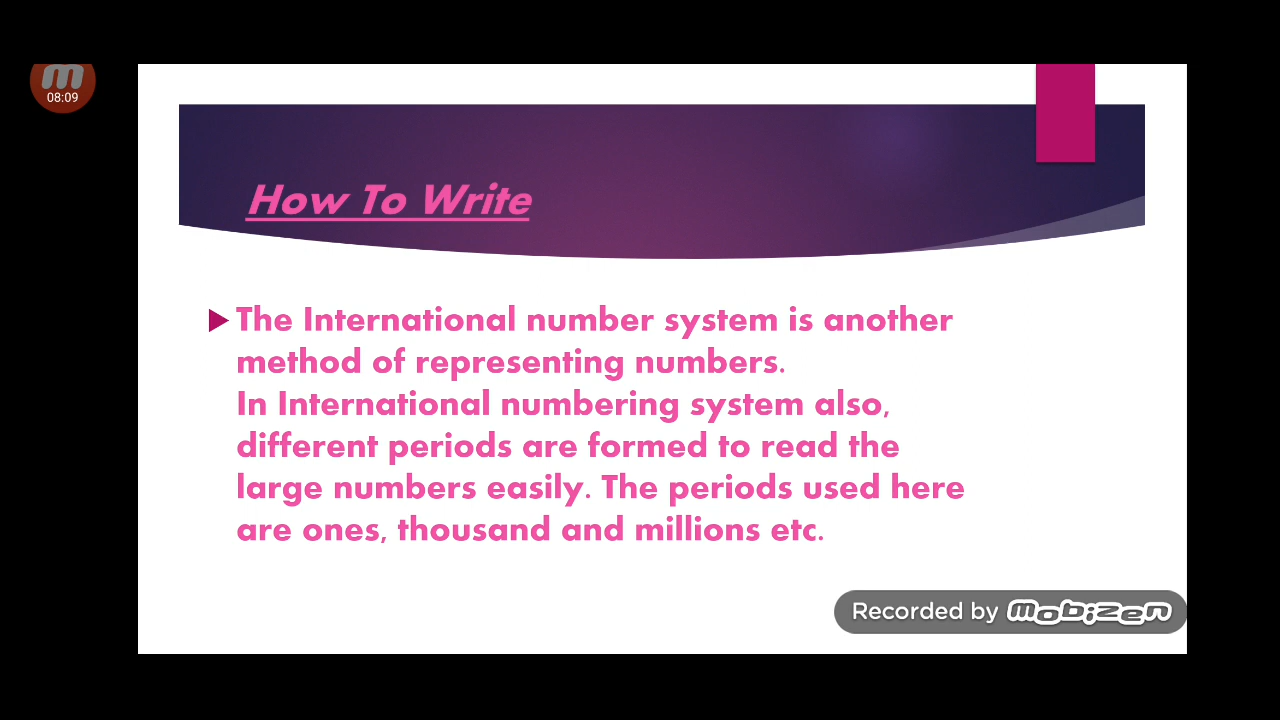 m
08:09
How To Write
The International number system is another
method of representing numbers.
In International numbering system also,
different periods are formed to read the
large numbers easily. The periods used here
are ones, thousand and millions etc.
Recorded by mobizen